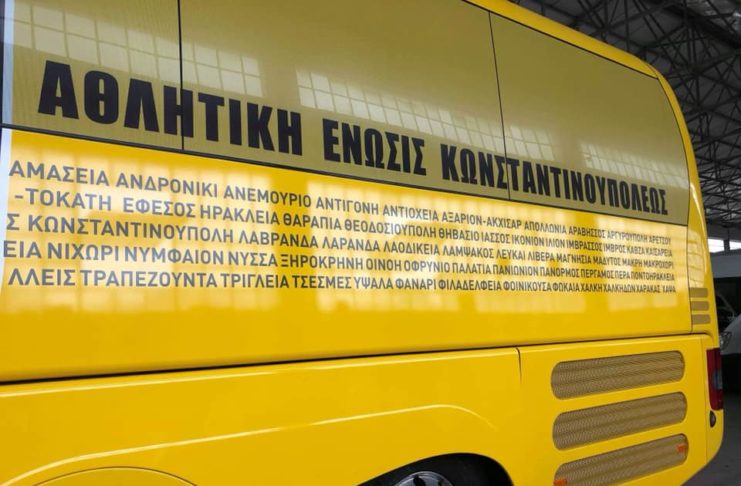 ΑΘΛΗΤΙΚΗ ΕΝΩΣΙΣ ΚΩΝΣΤΑΝΤΙΝΟΥΠΟΛΕΩΣ
ΑΜΑΣΕΙΑ ΑΝΔΡΟΝΙΚΙ ΑΝΕΜΟΥΡΙΟ ΑΝΤΙΓΟΝΗ ΑΝΤΙΟΧΕΙΑ ΑΞΑΡΙΟΝ-ΑΚΧΙΣΑΡ ΑΠΟΛΛΩΝΙΑ ΑΡΑΒΗΣΣΟΣ ΑΡΓΥΡΟΥΠΟΛΗ ΑΡΕΤΣΟΥ
-ΤΟΚΑΤΗ ΕΦΕΣΟΣ ΗΡΑΚΛΕΙΑ ΘΑΡΑΠΙΑ ΘΕΟΔΟΣΙΟΥΠΟΛΗ ΘΗΒΑΣΙΟ ΙΑΣΣΟΣ ΙΚΟΝΙΟΝ ΙΛΙΟΝ ΙΜΒΡΑΣΟΣ ΙΜΒΡΟΣ ΚΑΒΖΑ ΚΑΙΣΑΡΕΙΑ
Σ ΚΩΝΣΤΑΝΤΙΝΟΥΠΟΛΗ ΛΑΒΡΑΝΔΑ ΛΑΡΑΝΔΑ ΛΑΟΔΙΚΕΙΑ ΛΑΜΨΑΚΟΣ ΛΕΥΚΑΙ ΛΙΒΕΡΑ ΜΑΓΝΗΣΙΑ ΜΑΔΥΤΟΣ ΜΑΚΡΗ ΜΑΚΡΟΧΩΡΙ
ΕΙΑ ΝΙΧΩΡΙ ΝΥΜΦΑΙΟΝ ΝΥΣΣΑ ΞΗΡΟΚΡΗΝΗ ΟΙΝΟΗ ΟΦΡΥΝΙΟ ΠΑΛΑΤΙΑ ΠΑΝΙΩΝΙΟΝ ΠΑΝΟΡΜΟΣ ΠΕΡΓΑΜΟΣ ΠΕΡΑ ΠΟΝΤΟΗΡΑΚΛΕΙΑ
ΛΛΕΙΣ ΤΡΑΠΕΖΟΥΝΤΑ ΤΡΙΓΛΕΙΑ ΤΣΕΣΜΕΣ ΥΨΑΛΑ ΦΑΝΑΡΙ ΦΙΛΑΔΕΛΦΕΙΑ ΦΟΙΝΙΚΟΥΣΑ ΦΩΚΑΙΑ ΧΑΛΚΗ ΧΑΛΚΗΔΩΝ ΧΑΡΑΚΑΣ ΧΑΨΑ